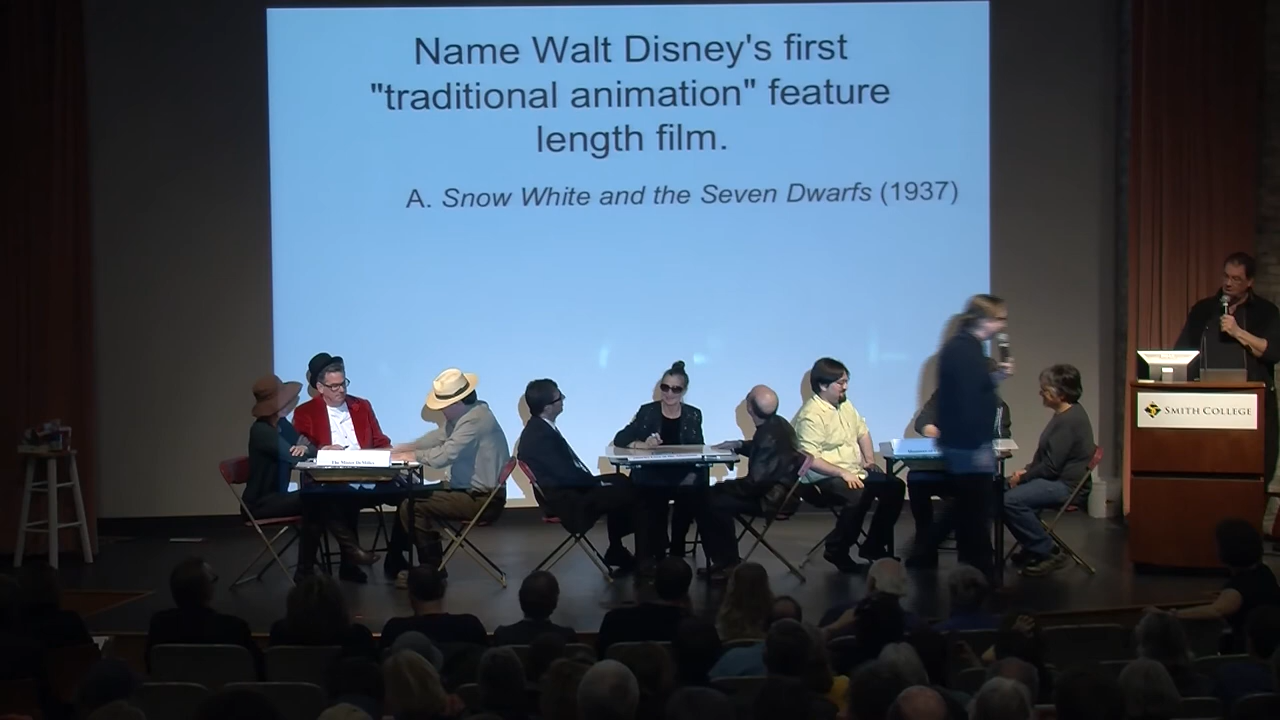 Name Walt Disney's first
"traditional animation" feature
length film.
A. Snow White and the Seven Dwarfs (1937)
SMITH COLLEGE